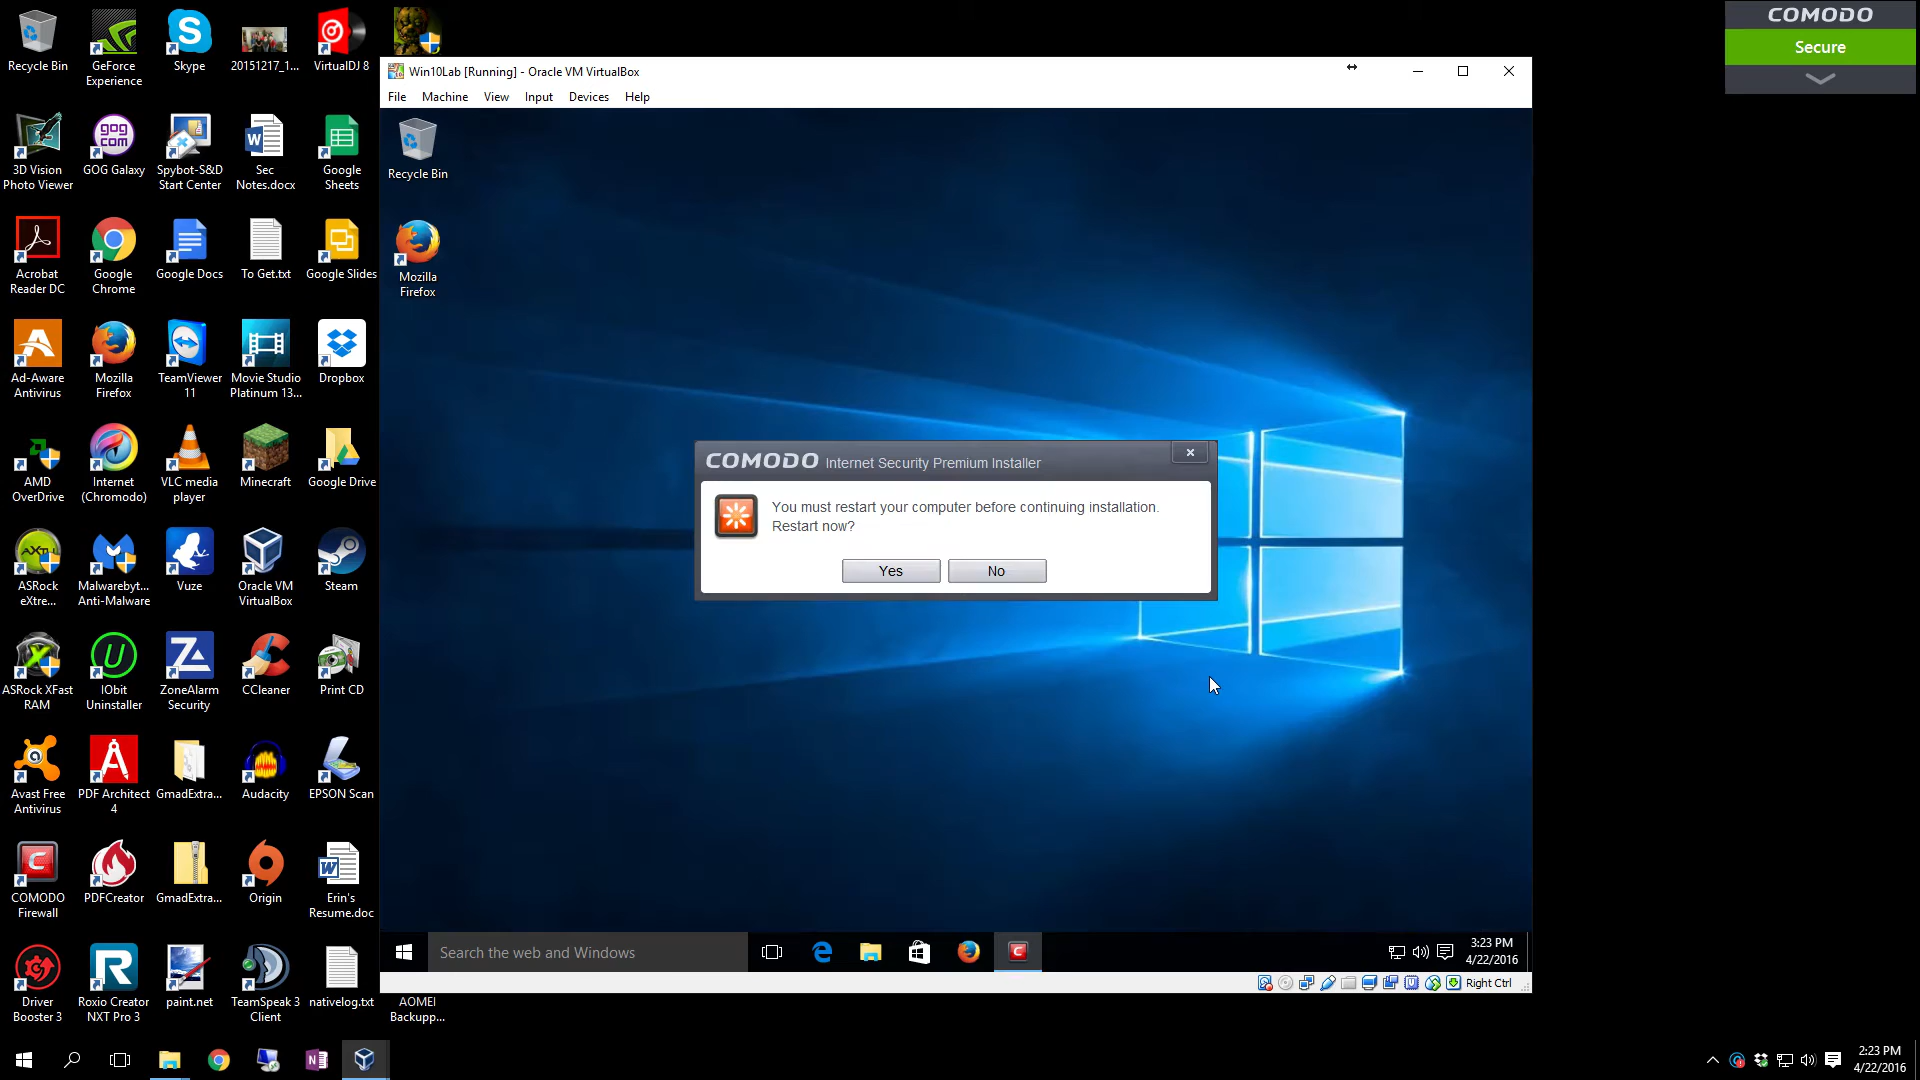 Recycle Bin
GeForce
Experience
Skype
20151217_1...
VirtualDJ 8
3D Vision
Photo Viewer
GOG Galaxy
Spybot-S&D
Start Center
Sec
Notes.docx
Google
Sheets
Acrobat
Reader DC
Google
Chrome
Google Docs
To Get.txt
Google Slides
Ad-Aware
Antivirus
Mozilla
Firefox
TeamViewer
11
Movie Studio
Platinum 13...
Dropbox
AMD
OverDrive
Internet
(Chromodo)
VLC media
player
Minecraft
Google Drive
ASRock
eXtre...
Malwarebyt...
Anti-Malware
Vuze
Oracle VM
VirtualBox
Steam
ASRock XFast
RAM
IObit
Uninstaller
ZoneAlarm
Security
CCleaner
Print CD
Avast Free
Antivirus
PDF Architect
4
GmadExtra...
Audacity
EPSON Scan
COMODO
Firewall
PDFCreator
GmadExtra...
Origin
Erin's
Resume.doc
Driver
Booster 3
Roxio Creator
NXT Pro 3
paint.net
TeamSpeak 3
Client
nativelog.txt
AOMEI
Backupp...
Win10Lab [Running] - Oracle VM VirtualBox
File Machine View Input Devices Help
Recycle Bin
Mozilla
Firefox
COMODO Internet Security Premium Installer
You must restart your computer before continuing installation.
Restart now?
Yes No
Search the web and Windows
3:23 PM
4/22/2016
Right Ctrl
COMODO
Secure
2:23 PM
4/22/2016